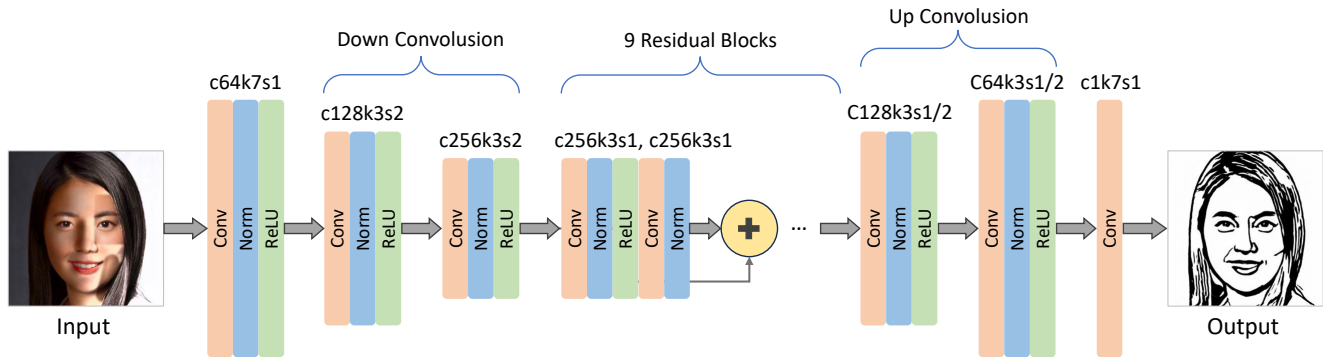 Up Convolusion
Down Convolusion
9 Residual Blocks
c64k7s1
c128k3s2
c256k3s2
c256k3s1, c256k3s1
C128k3s1/2
C64k3s1/2
c1k7s1
Conv
Norm
ReLU
Conv
Norm
ReLU
Conv
Norm
ReLU
Conv
Norm
ReLU
Conv
Norm
...
Conv
Norm
ReLU
Conv
Norm
ReLU
Conv
Input
Output